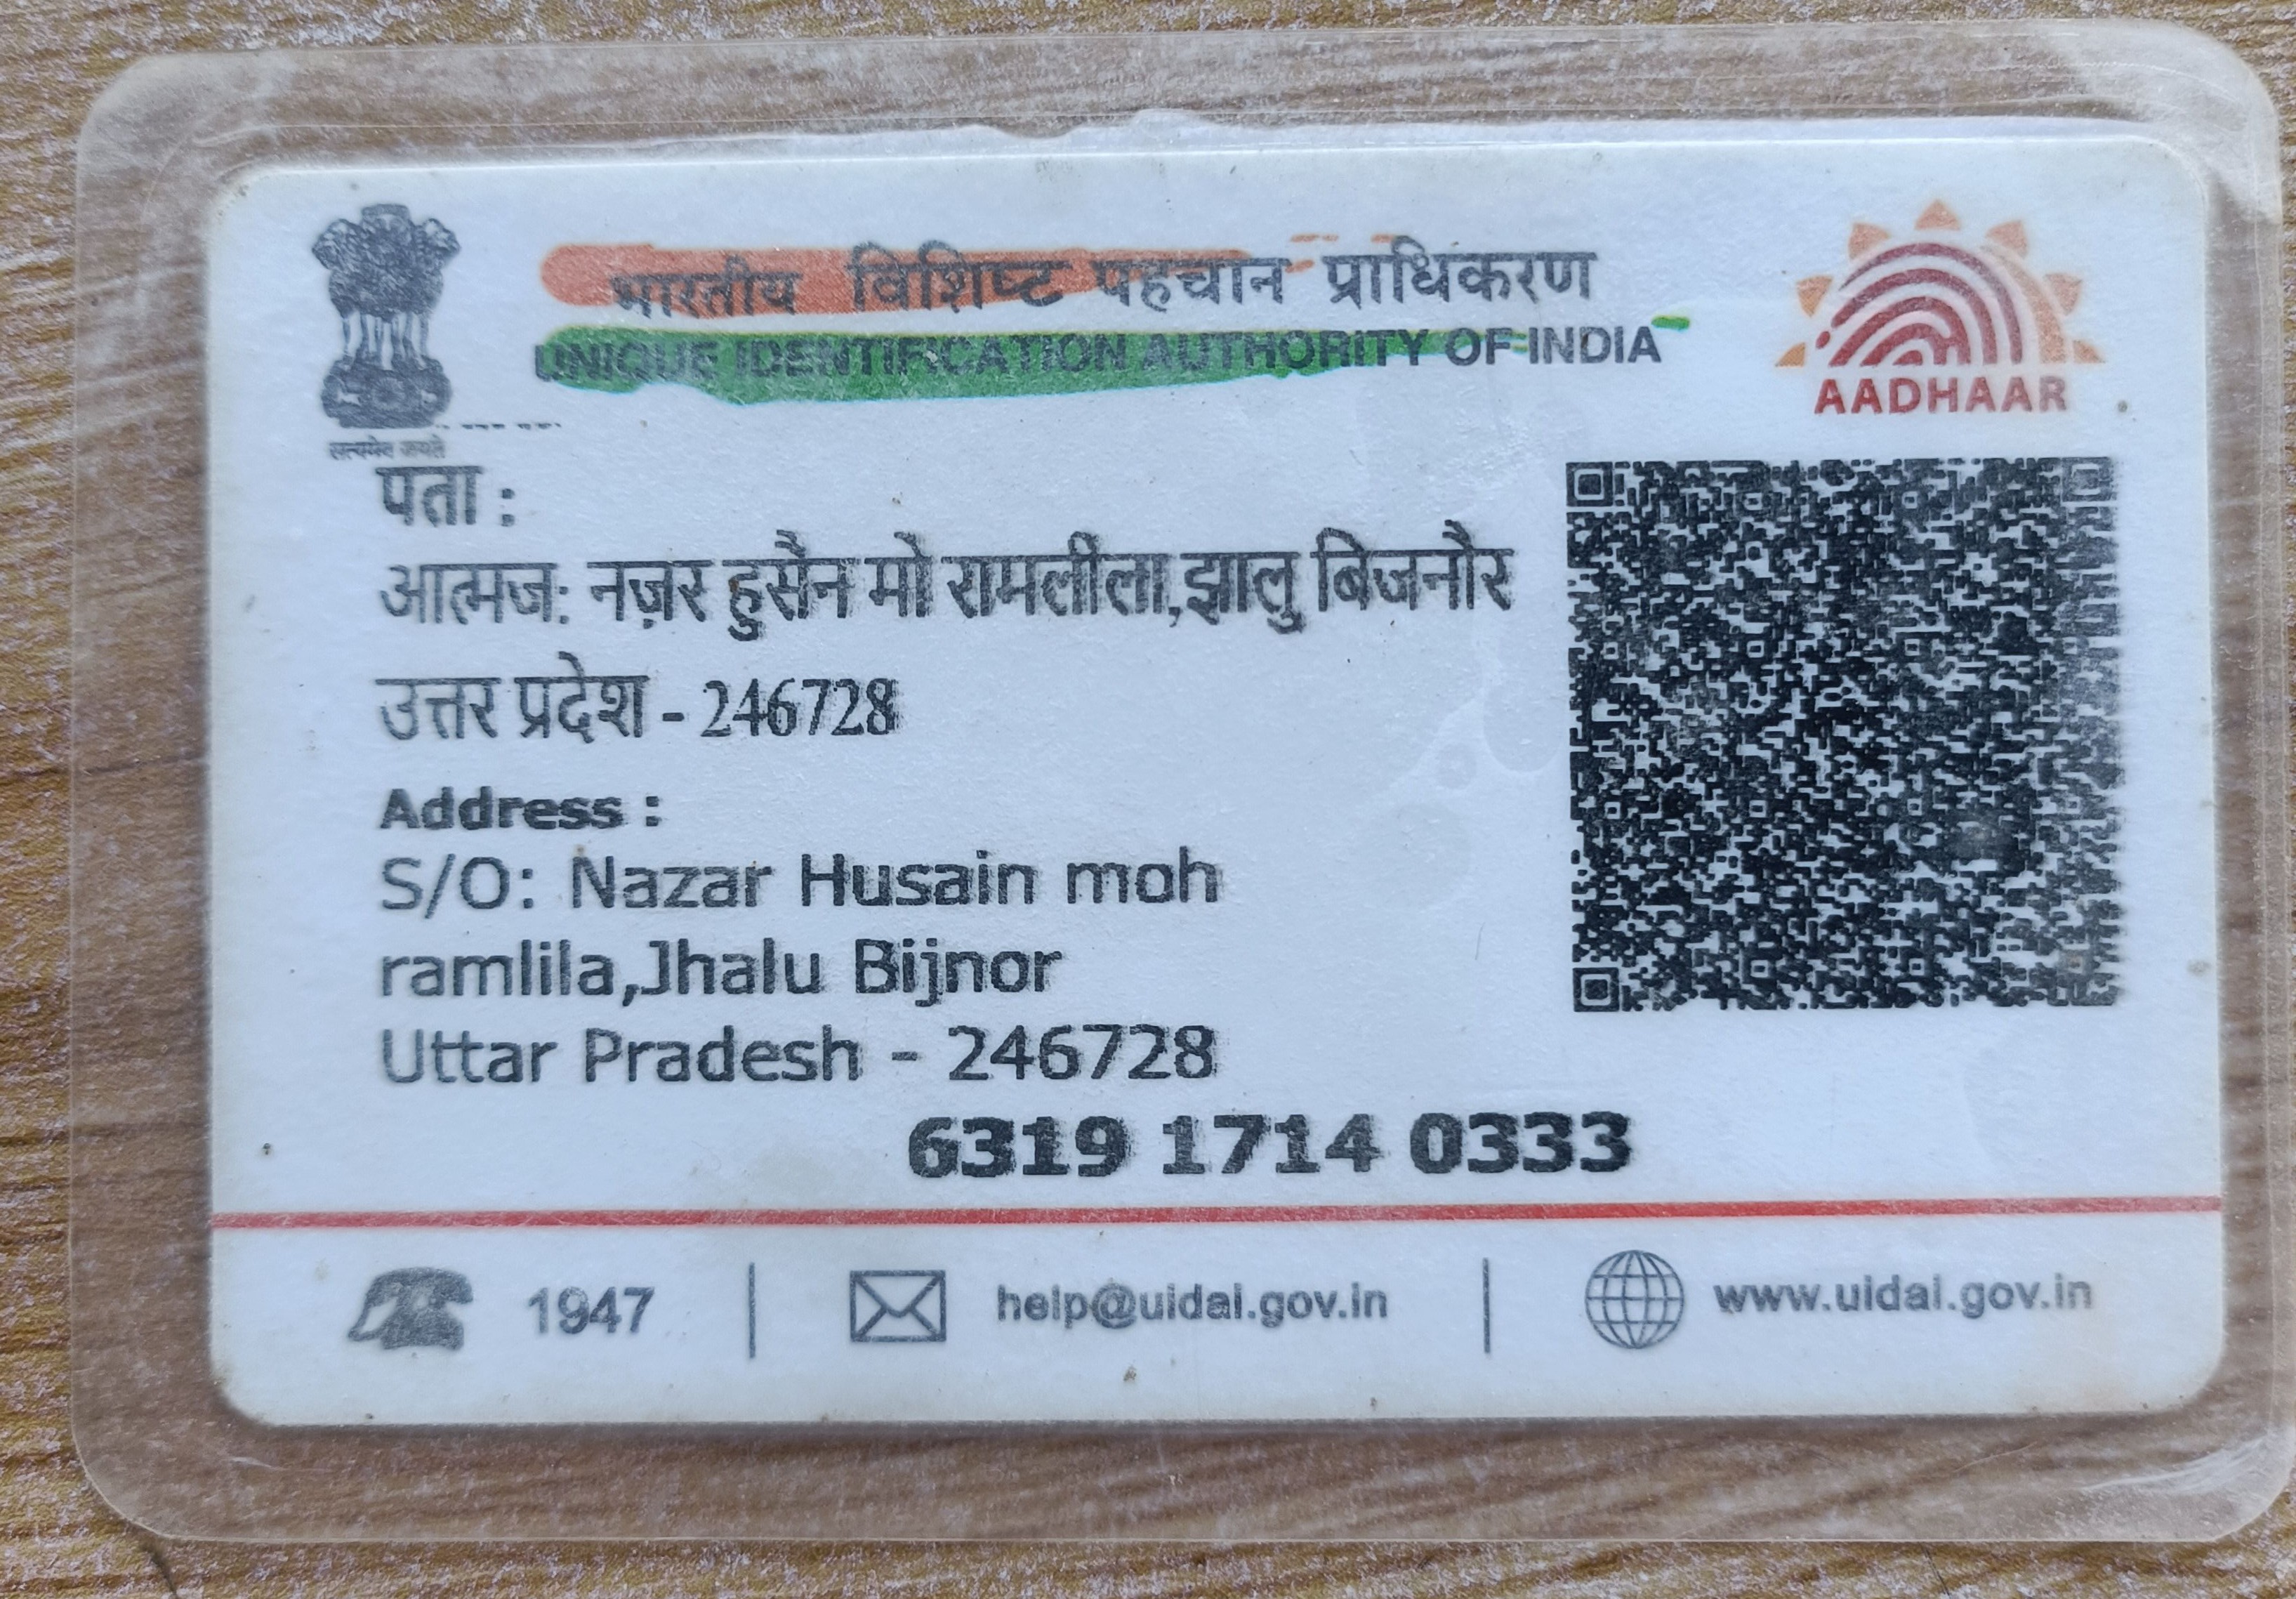 भारतीय विशिष्ट पहचान प्राधिकरण
UNIQUE IDENTIFICATION AUTHORITY OF INDIA
AADHAAR
सत्यमेव जयते
पता :
आत्मज: नज़र हुसैन मो रामलीला,झालु बिजनौर
उत्तर प्रदेश - 246728
Address :
S/O: Nazar Husain moh
ramlila,Jhalu Bijnor
Uttar Pradesh - 246728
6319 1714 0333
1947
help@uidai.gov.in
www.uidai.gov.in